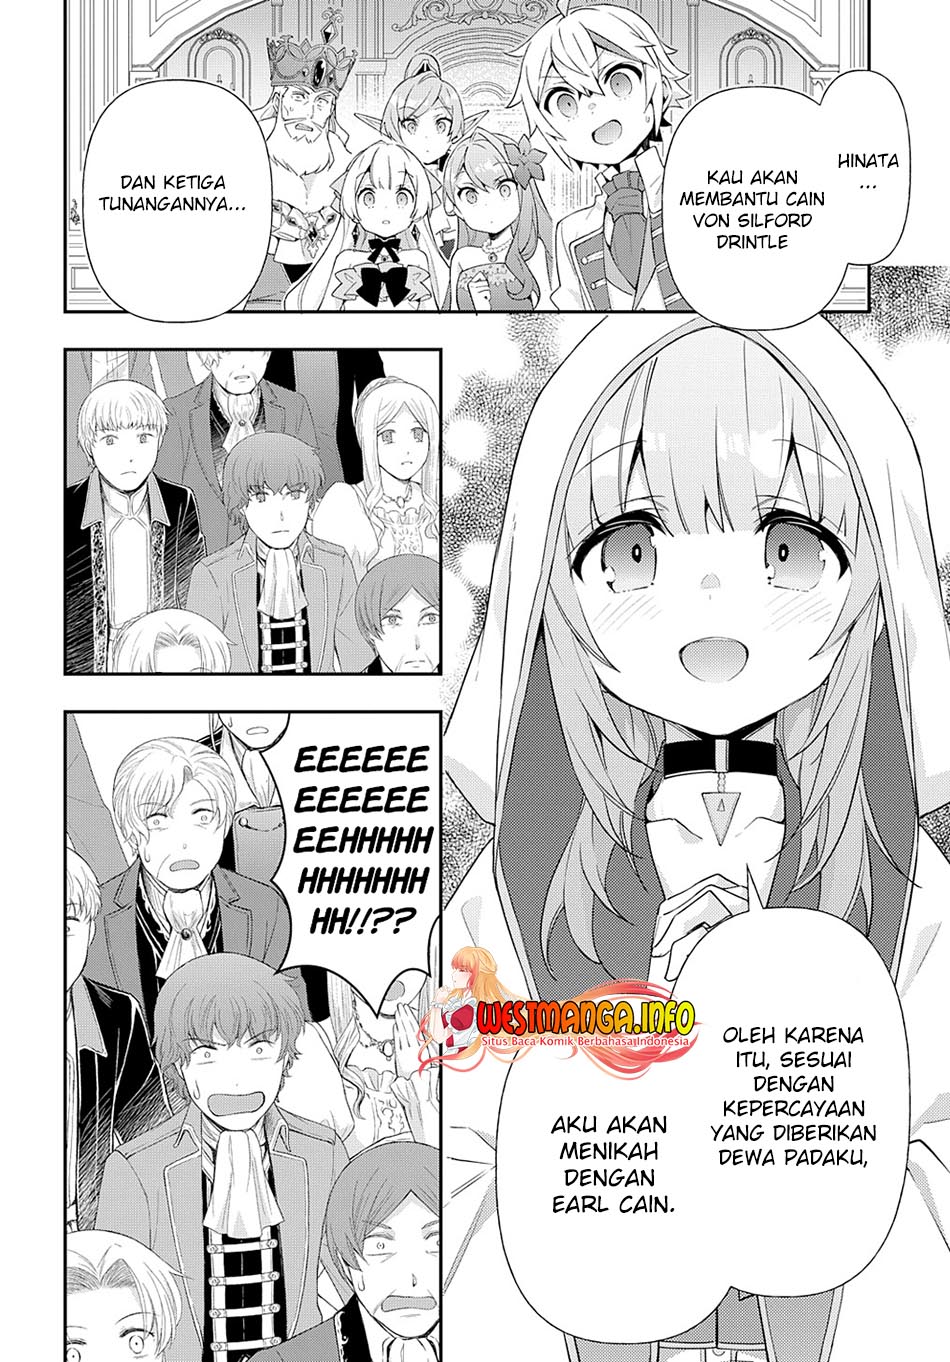 HINATA
...
KAU AKAN
MEMBANTU CAIN
VON SILFORD
DRINTLE
DAN KETIGA
TUNANGANNYA...
OLEH KARENA
ITU, SESUAI
DENGAN
KEPERCAYAAN
YANG DIBERIKAN
DEWA PADAKU,
AKU AKAN
MENIKAH
DENGAN
EARL CAIN.
EEEEEE
EEEEEE
EEHHHHH
HHHHHHH
HH!!??
WESTMANGA.INFO
Situs Baca Komik Berbahasa Indonesia